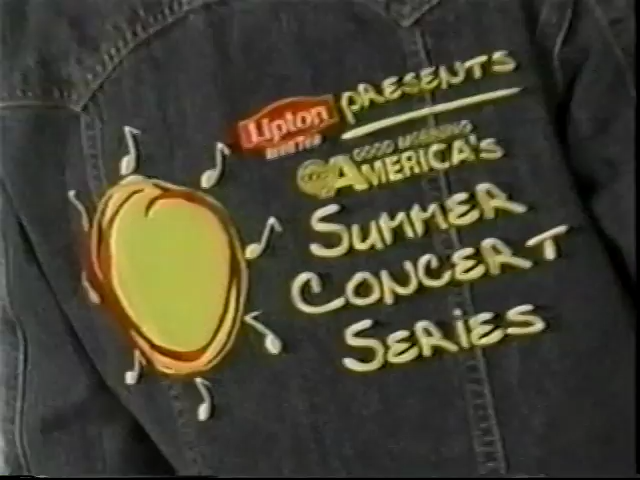 Lipton PRESENTS
GOOD MORNING
AMERICA'S
SUMMER
CONCERT
SERIES